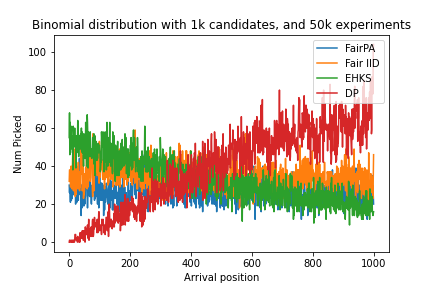 Binomial distribution with 1k candidates, and 50k experiments
FairPA
Fair IID
EHKS
DP
Num Picked
100
80
60
40
20
0
0
200
400
600
800
1000
Arrival position